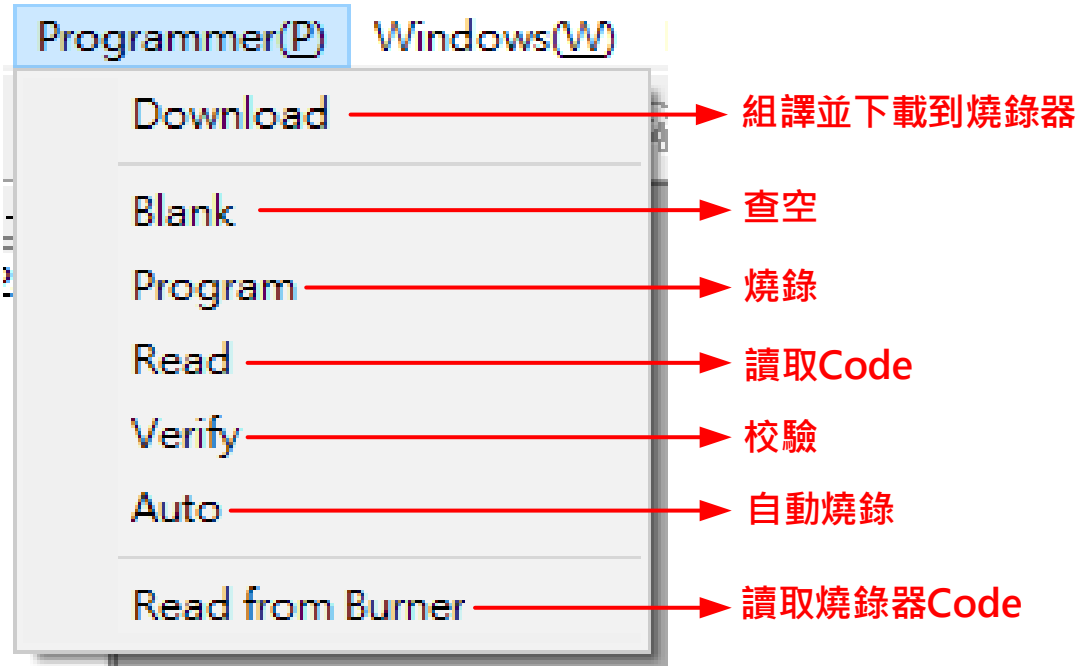 Programmer(P) Windows(W)
Download 組譯並下載到燒錄器
Blank 查空
Program 燒錄
Read 讀取Code
Verify 校驗
Auto 自動燒錄
Read from Burner 讀取燒錄器Code